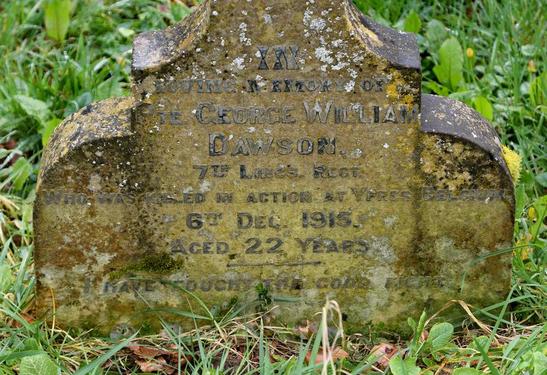 IN
LOVING MEMORY OF
PTE. GEORGE WILLIAM
DAWSON.
7TH LINCS. REGT.
WHO WAS KILLED IN ACTION AT YPRES BELGIUM
6TH DEC. 1915.
AGED 22 YEARS
I HAVE FOUGHT THE GOOD FIGHT